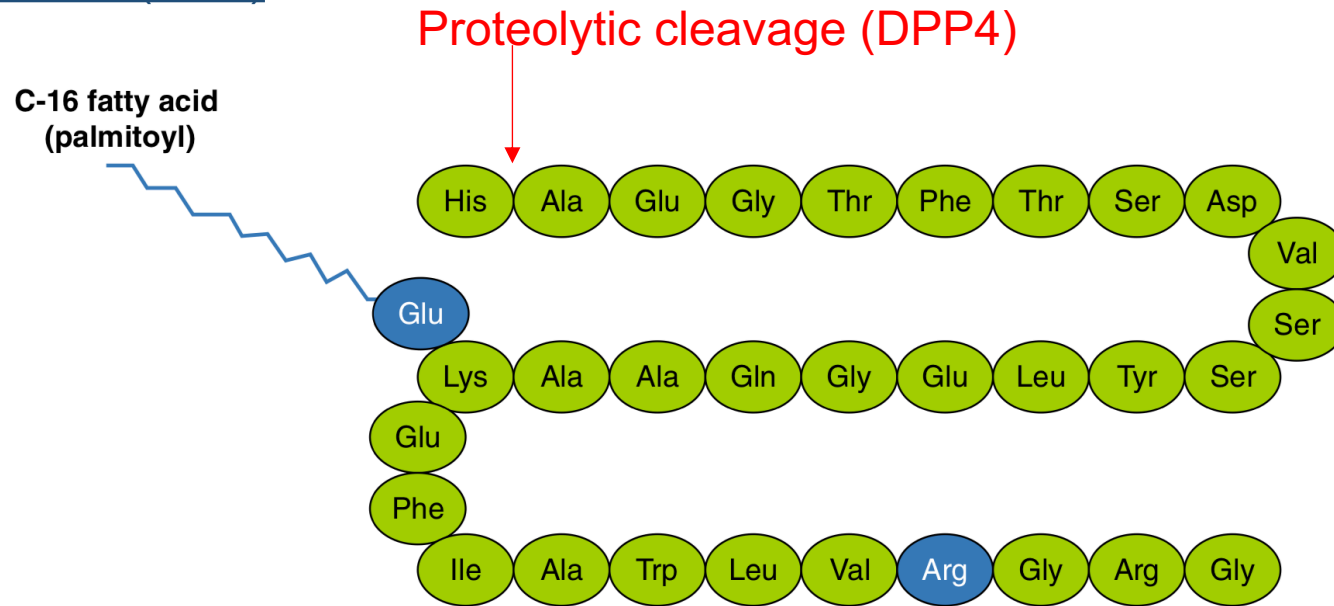 Proteolytic cleavage (DPP4)
C-16 fatty acid
(palmitoyl)
His Ala Glu Gly Thr Phe Thr Ser Asp
Val
Glu
Ser
Lys Ala Ala Gln Gly Glu Leu Tyr Ser
Glu
Phe
Ile Ala Trp Leu Val Arg Gly Arg Gly